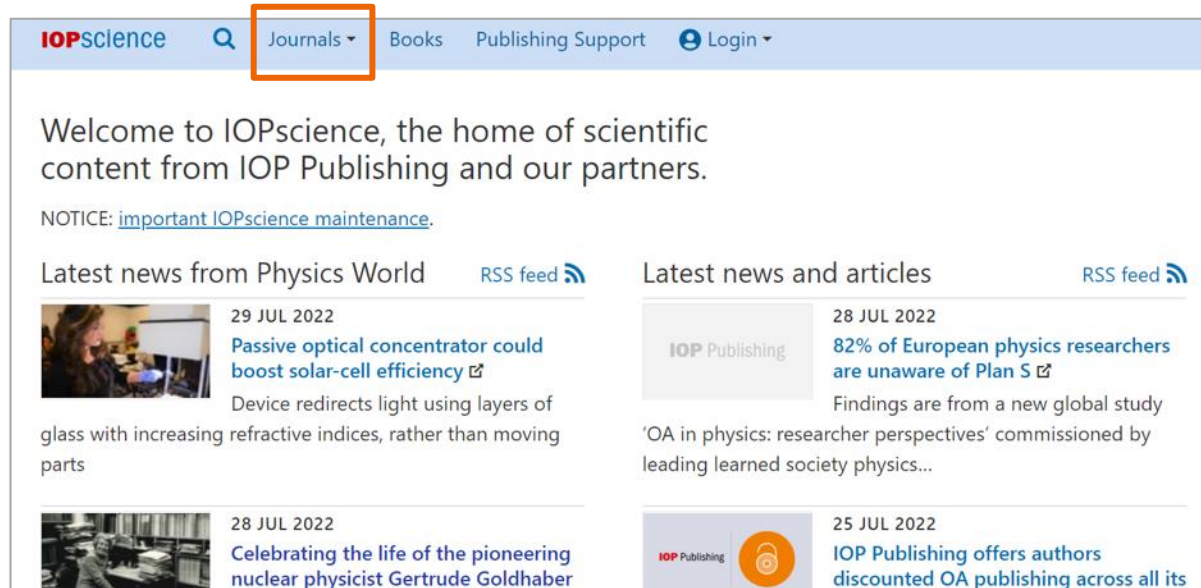 IOPscience Journals Books Publishing Support Login
Welcome to IOPscience, the home of scientific
content from IOP Publishing and our partners.
NOTICE: important IOPscience maintenance.
Latest news from Physics World RSS feed
29 JUL 2022
Passive optical concentrator could
boost solar-cell efficiency
Device redirects light using layers of
glass with increasing refractive indices, rather than moving
parts
28 JUL 2022
Celebrating the life of the pioneering
nuclear physicist Gertrude Goldhaber
Latest news and articles RSS feed
IOP Publishing
28 JUL 2022
82% of European physics researchers
are unaware of Plan S
Findings are from a new global study
‘OA in physics: researcher perspectives’ commissioned by
leading learned society physics...
IOP Publishing
25 JUL 2022
IOP Publishing offers authors
discounted OA publishing across all its